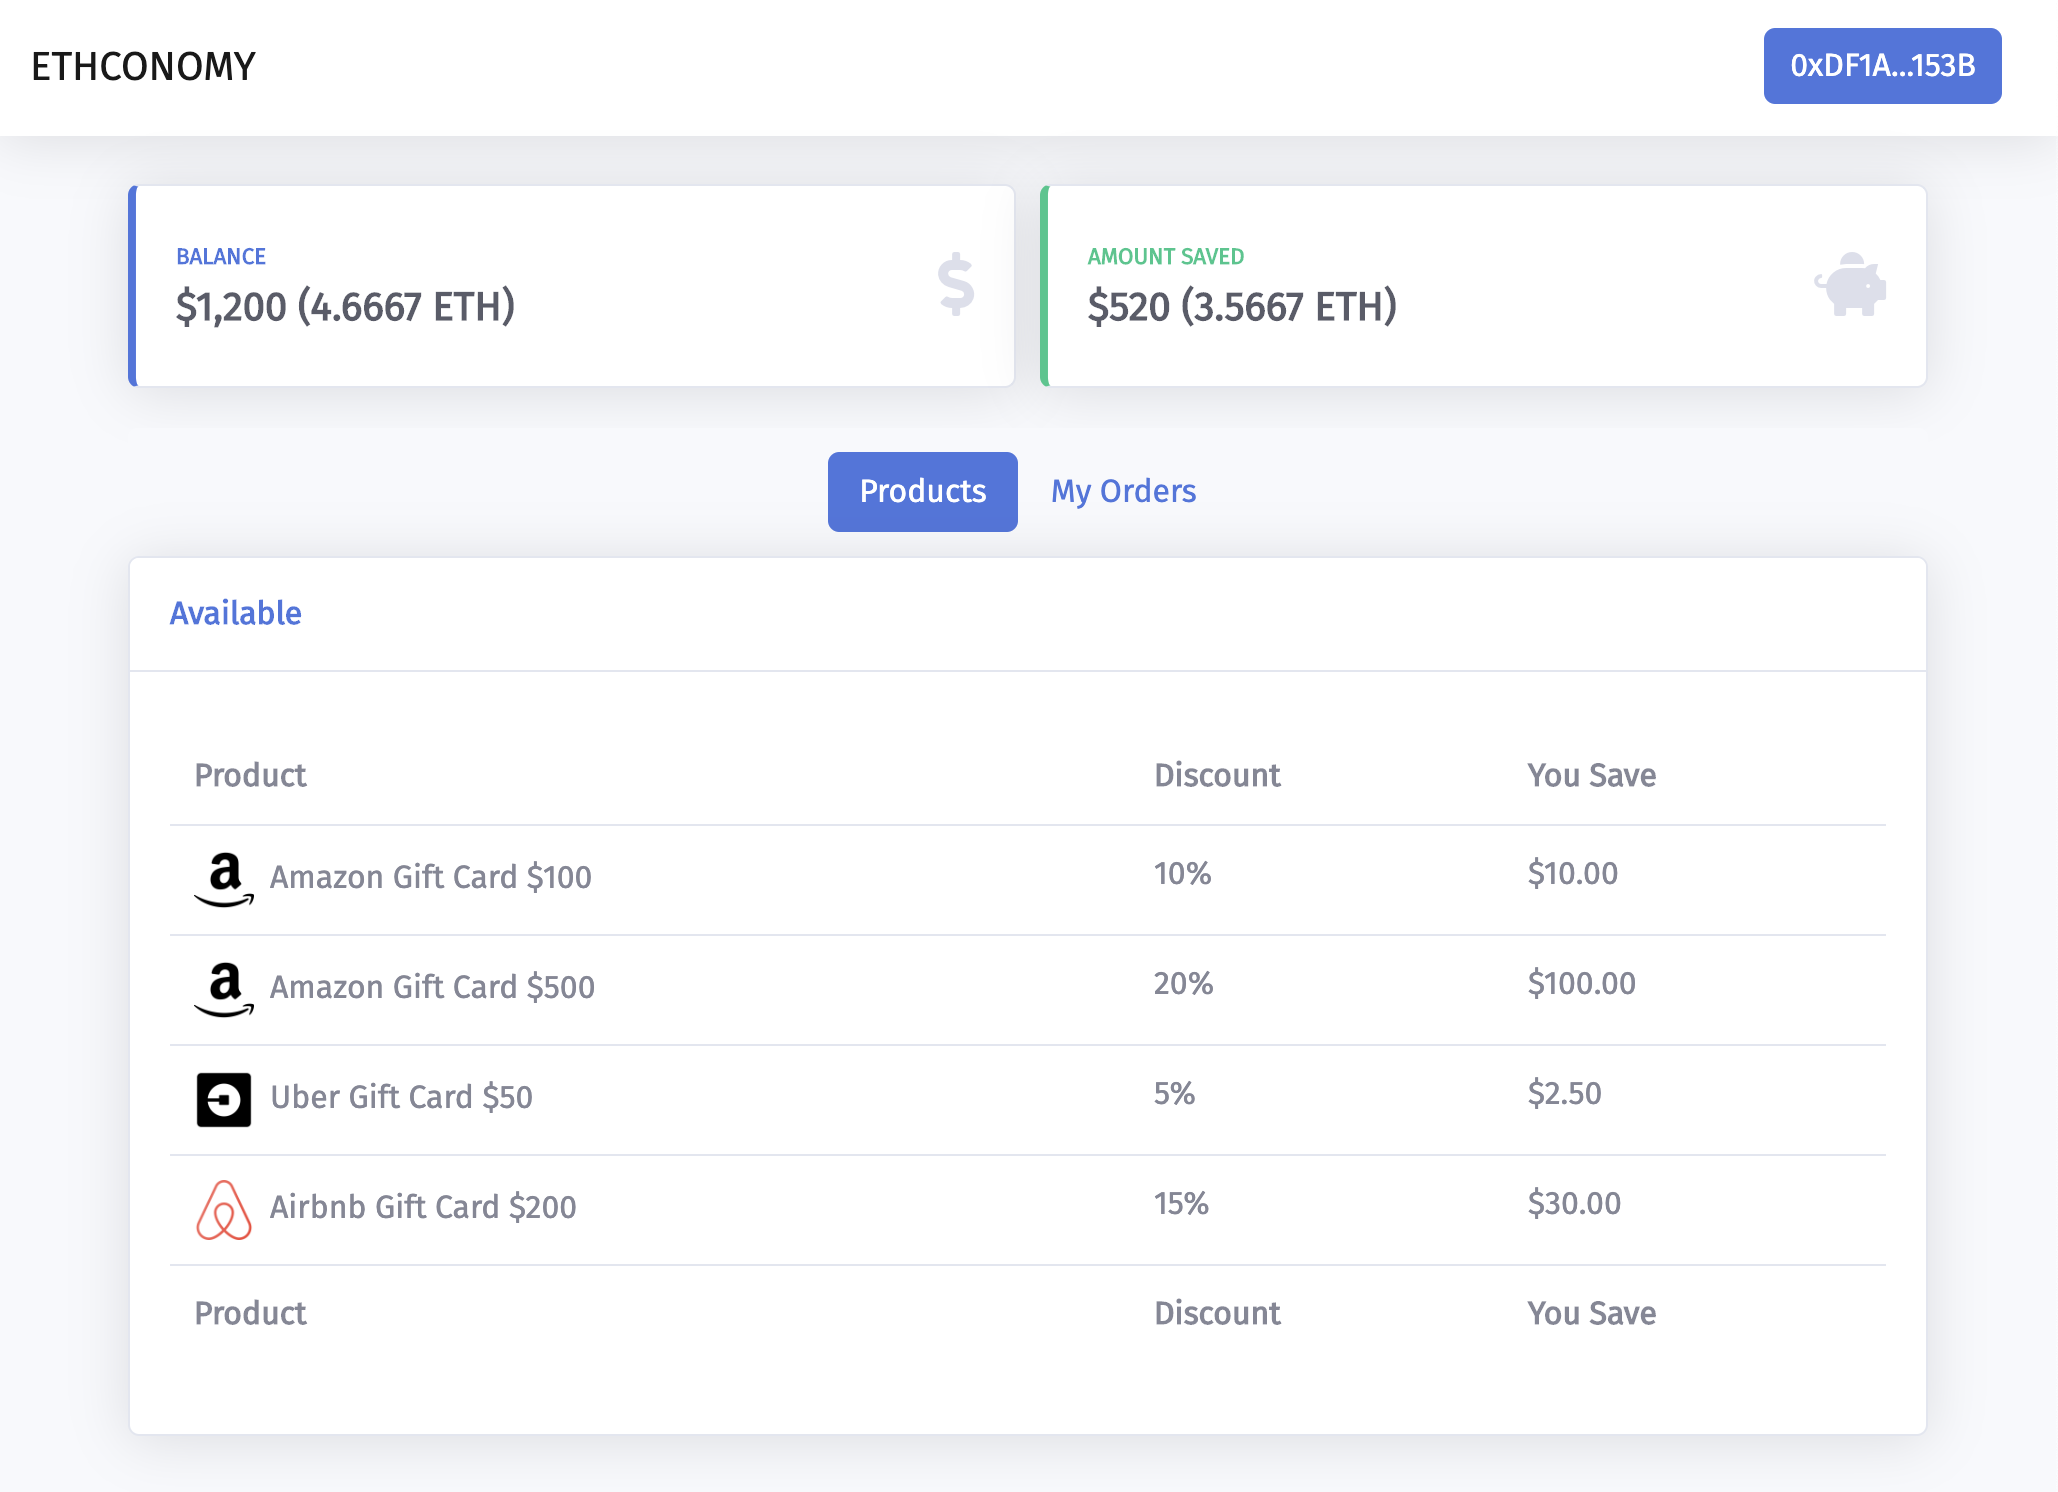 ETHCONOMY
0xDF1A...153B
BALANCE
$1,200 (4.6667 ETH)
AMOUNT SAVED
$520 (3.5667 ETH)
Products
My Orders
Available
Product Discount You Save
Amazon Gift Card $100 10% $10.00
Amazon Gift Card $500 20% $100.00
Uber Gift Card $50 5% $2.50
Airbnb Gift Card $200 15% $30.00
Product Discount You Save